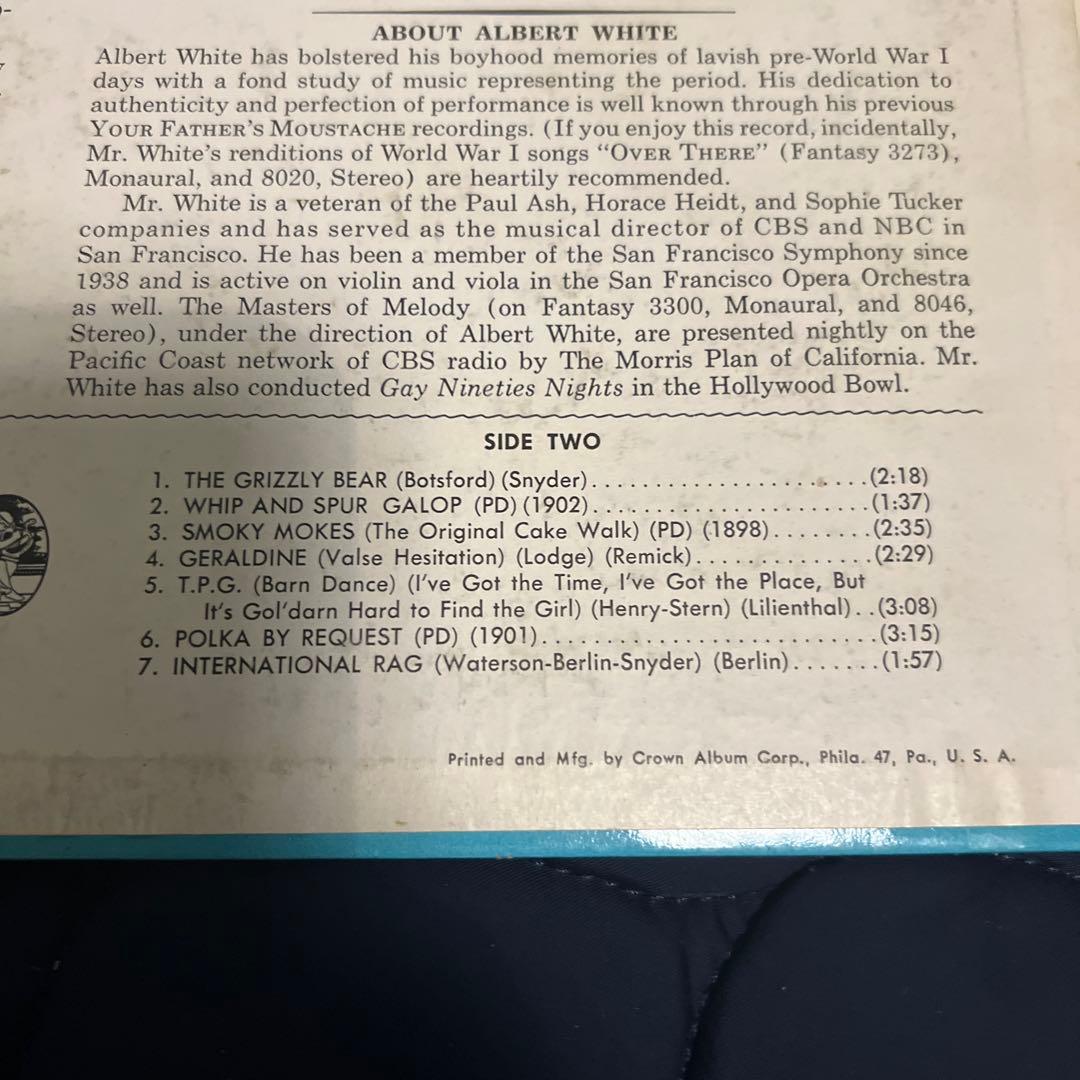 ABOUT ALBERT WHITE
Albert White has bolstered his boyhood memories of lavish pre-World War I
days with a fond study of music representing the period. His dedication to
authenticity and perfection of performance is well known through his previous
YOUR FATHER'S MOUSTACHE recordings. (If you enjoy this record, incidentally,
Mr. White's renditions of World War I songs "OVER THERE" (Fantasy 3273),
Monaural, and 8020, Stereo) are heartily recommended.
Mr. White is a veteran of the Paul Ash, Horace Heidt, and Sophie Tucker
companies and has served as the musical director of CBS and NBC in
San Francisco. He has been a member of the San Francisco Symphony since
1938 and is active on violin and viola in the San Francisco Opera Orchestra
as well. The Masters of Melody (on Fantasy 3300, Monaural, and 8046,
Stereo), under the direction of Albert White, are presented nightly on the
Pacific Coast network of CBS radio by The Morris Plan of California. Mr.
White has also conducted Gay Nineties Nights in the Hollywood Bowl.
SIDE TWO
1. THE GRIZZLY BEAR (Botsford) (Snyder)......................(2:18)
2. WHIP AND SPUR GALOP (PD) (1902)......................(1:37)
3. SMOKY MOKES (The Original Cake Walk) (PD) (1898)........(2:35)
4. GERALDINE (Valse Hesitation) (Lodge) (Remick)..............(2:29)
5. T.P.G. (Barn Dance) (I've Got the Time, I've Got the Place, But
It's Gol'darn Hard to Find the Girl) (Henry-Stern) (Lilienthal)..(3:08)
6. POLKA BY REQUEST (PD) (1901)..........................(3:15)
7. INTERNATIONAL RAG (Waterson-Berlin-Snyder) (Berlin).......(1:57)
Printed and Mfg. by Crown Album Corp., Phila. 47, Pa., U. S. A.